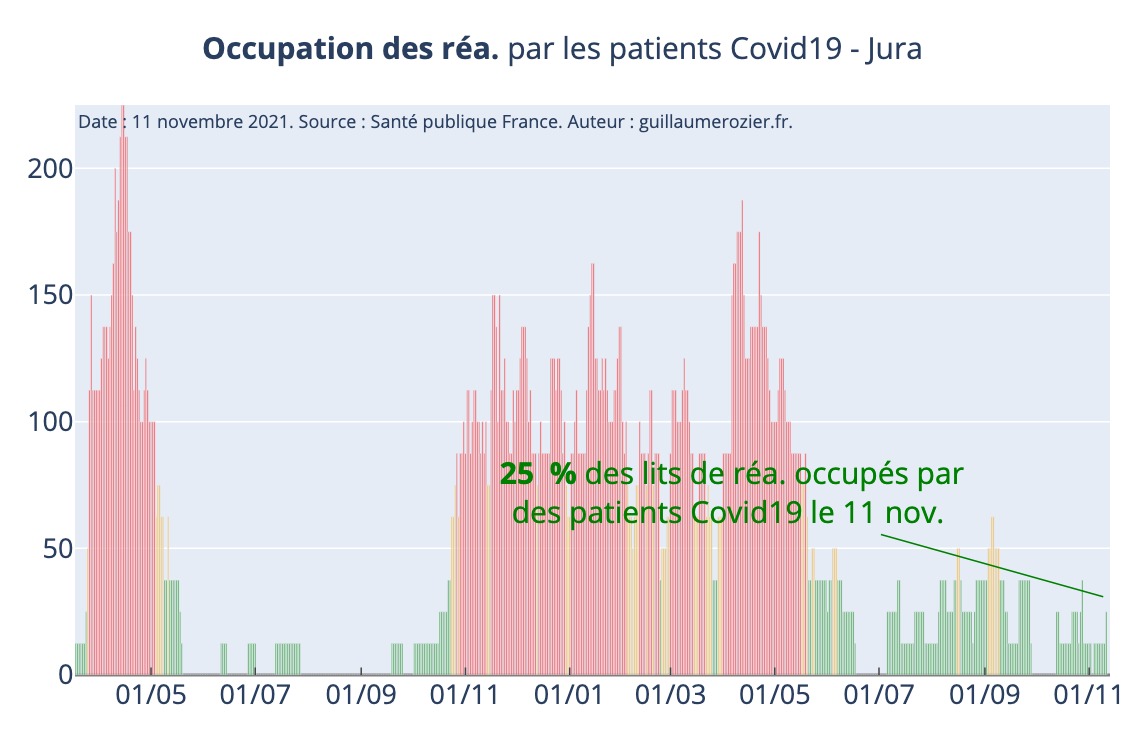 Occupation des réa. par les patients Covid19 - Jura
Date : 11 novembre 2021. Source : Santé publique France. Auteur : guillaumerozier.fr.
200
150
100
25 % des lits de réa. occupés par
des patients Covid19 le 11 nov.
50
0
01/05 01/07 01/09 01/11 01/01 01/03 01/05 01/07 01/09 01/11